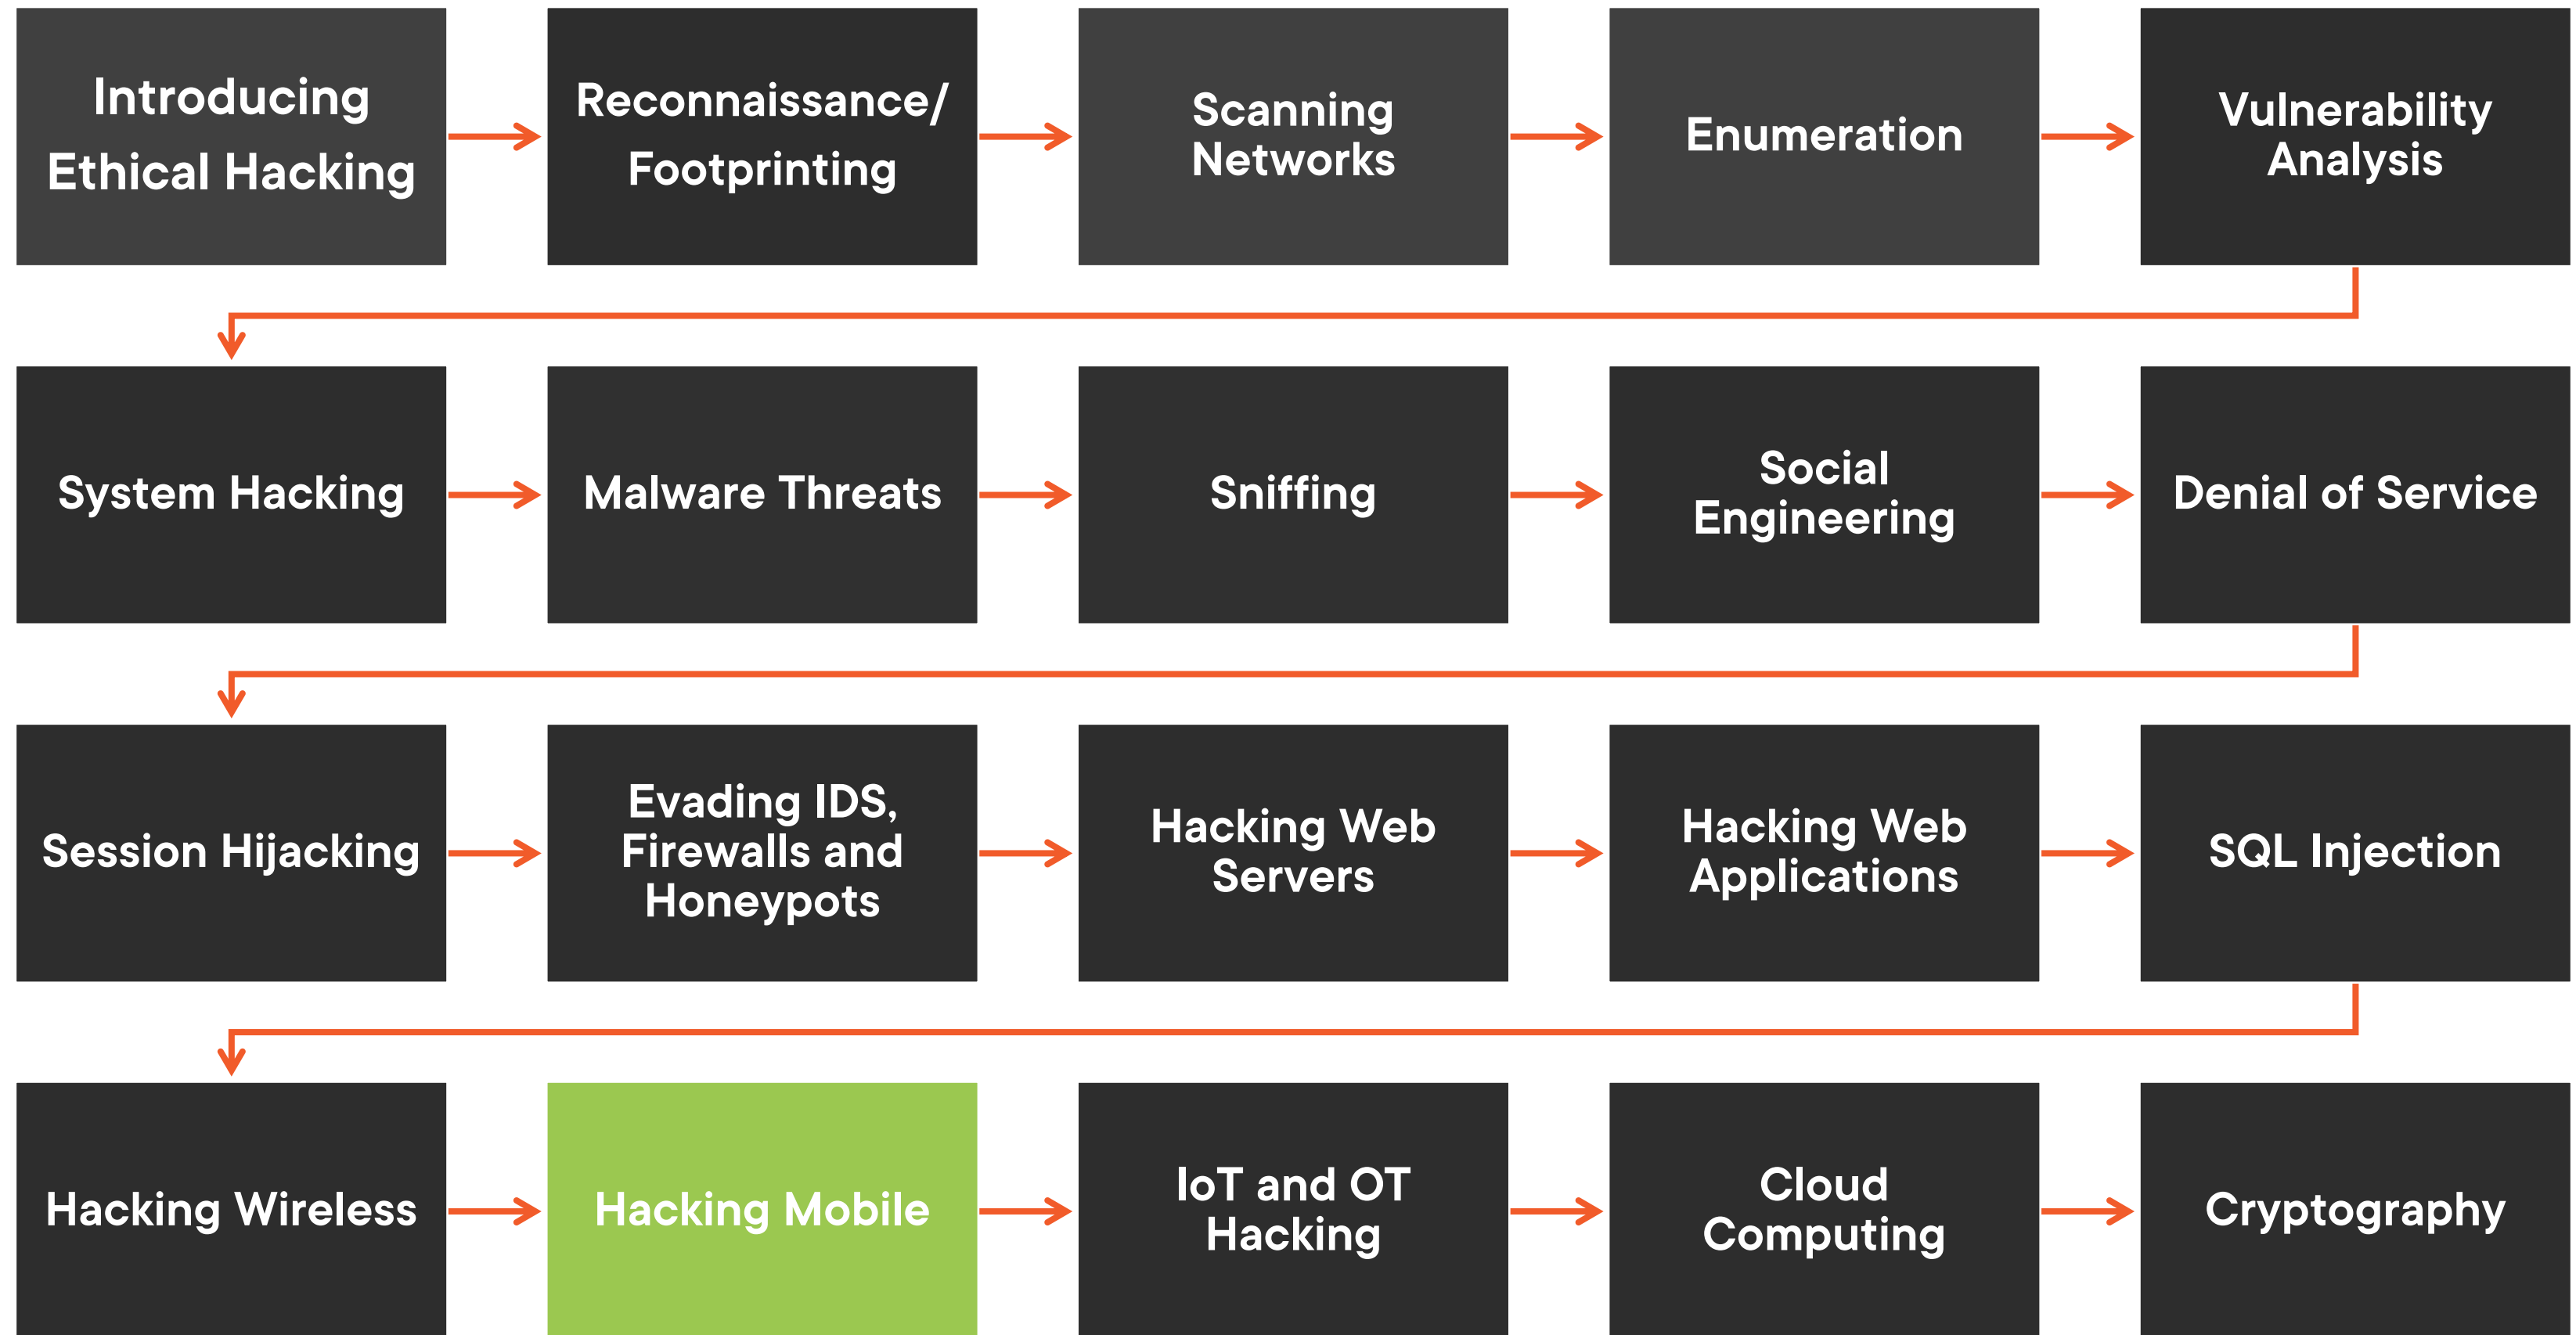 Introducing
Ethical Hacking
Reconnaissance/
Footprinting
Scanning
Networks
Enumeration
Vulnerability
Analysis
System Hacking
Malware Threats
Sniffing
Social
Engineering
Denial of Service
Session Hijacking
Evading IDS,
Firewalls and
Honeypots
Hacking Web
Servers
Hacking Web
Applications
SQL Injection
Hacking Wireless
Hacking Mobile
IoT and OT
Hacking
Cloud
Computing
Cryptography